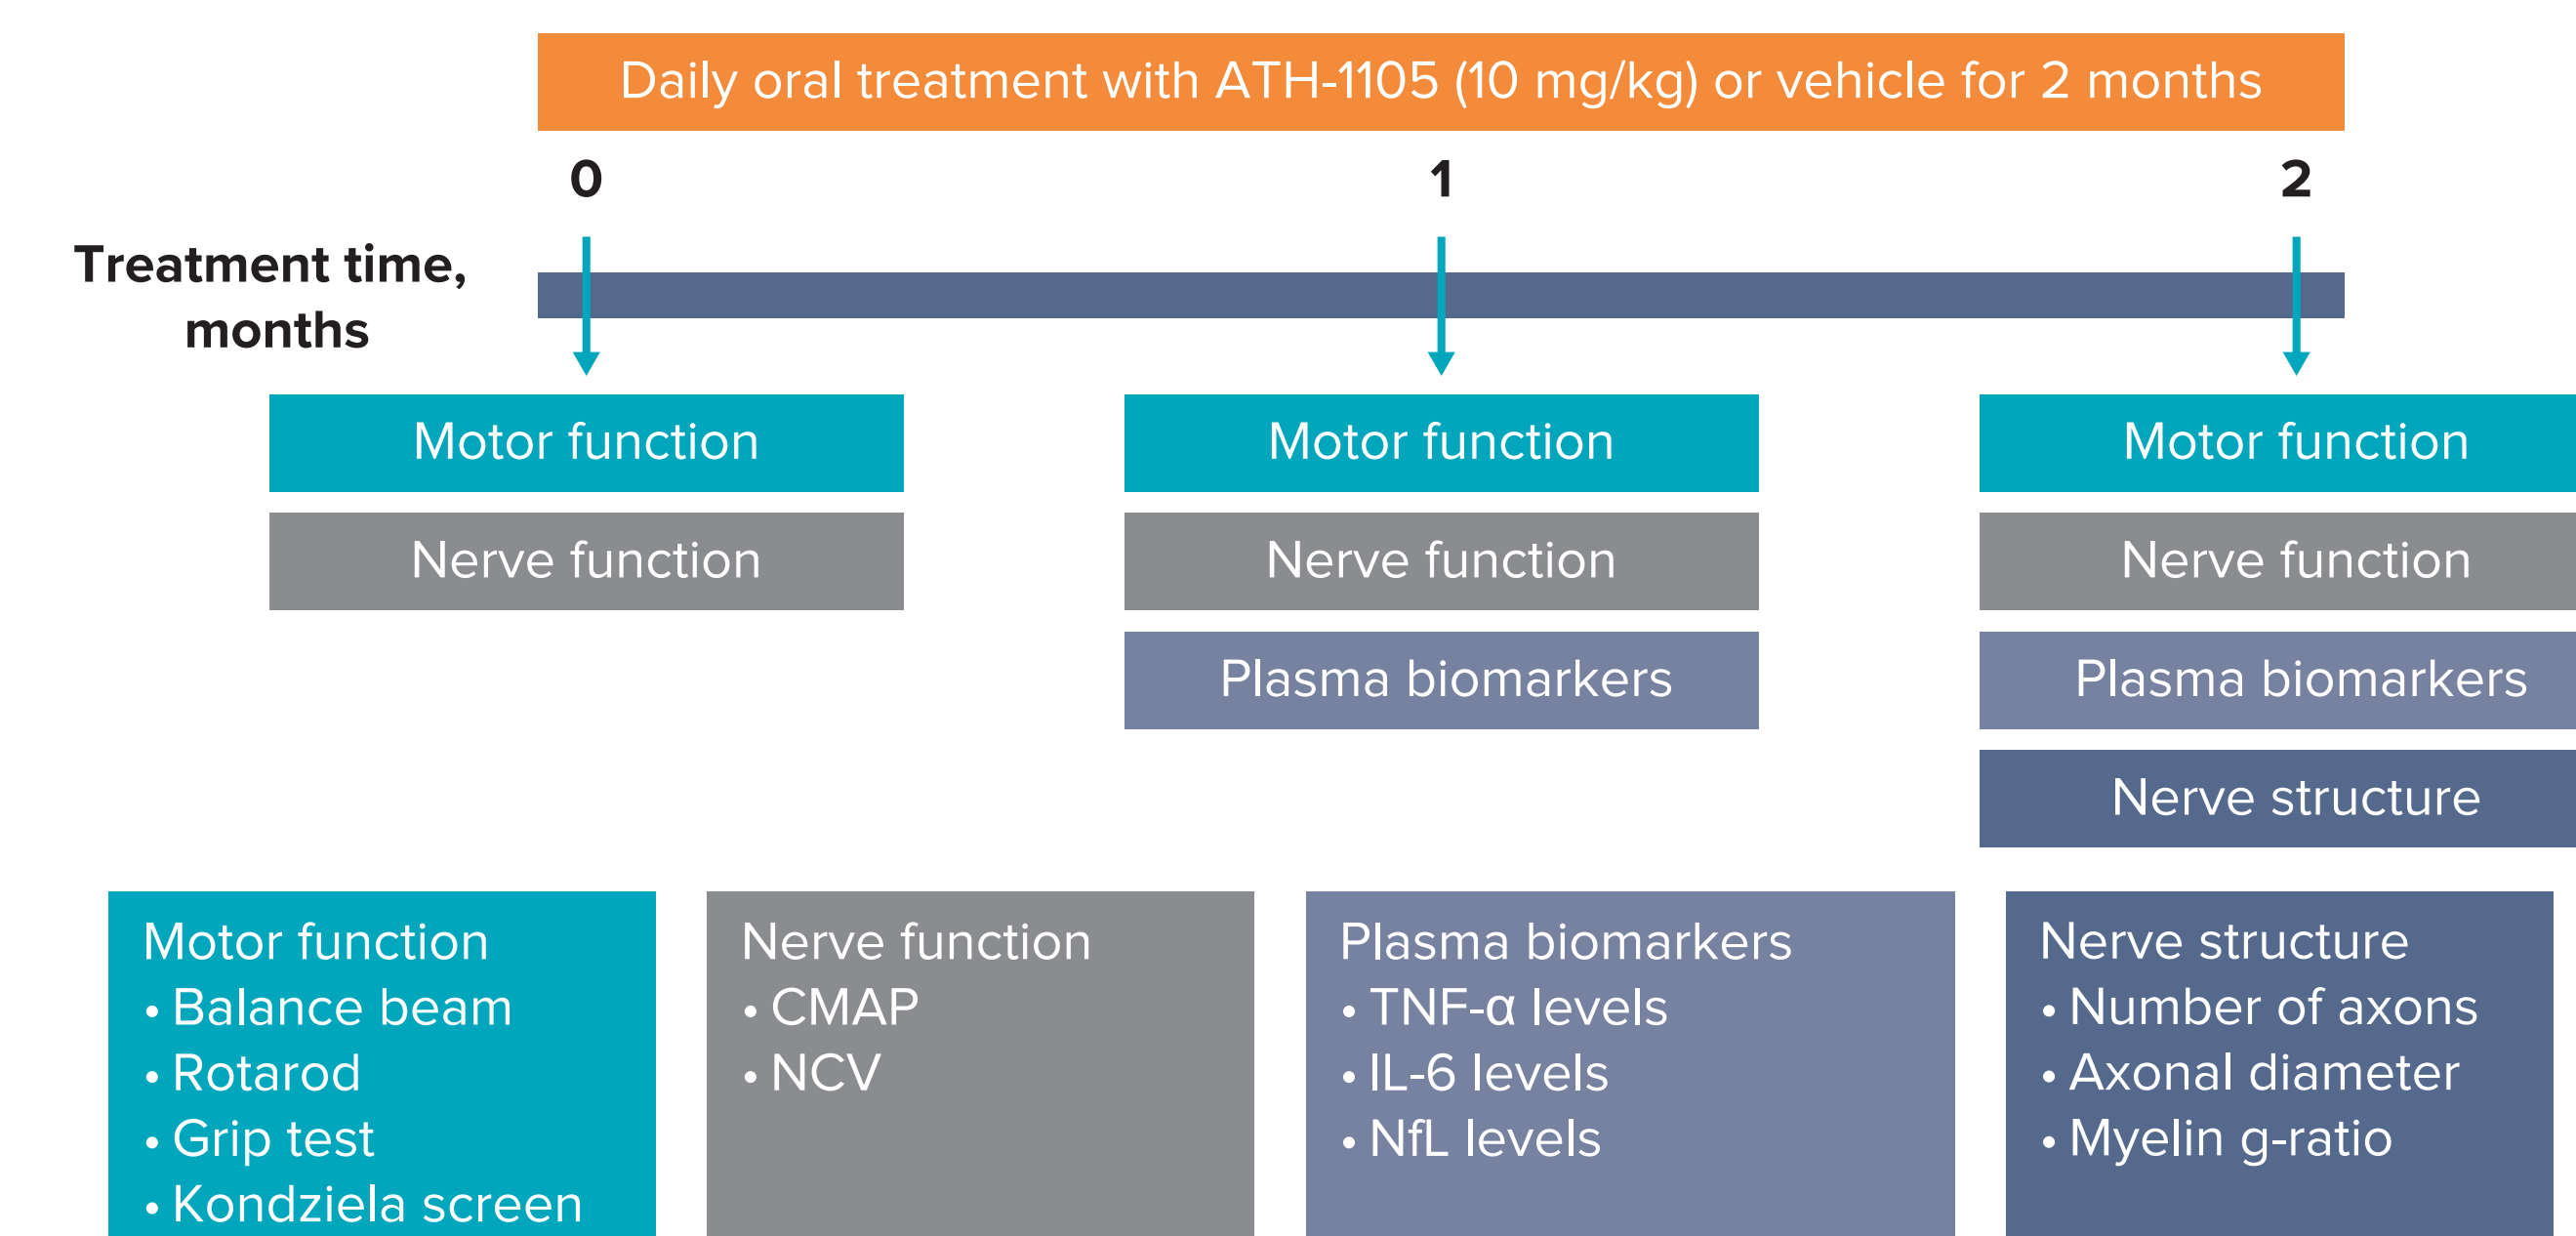 Daily oral treatment with ATH-1105 (10 mg/kg) or vehicle for 2 months
0
1
2
Treatment time,
months
Motor function
Nerve function
Motor function
Nerve function
Plasma biomarkers
Motor function
Nerve function
Plasma biomarkers
Nerve structure
Motor function
• Balance beam
• Rotarod
• Grip test
• Kondziela screen
Nerve function
• CMAP
• NCV
Plasma biomarkers
• TNF-α levels
• IL-6 levels
• NfL levels
Nerve structure
• Number of axons
• Axonal diameter
• Myelin g-ratio